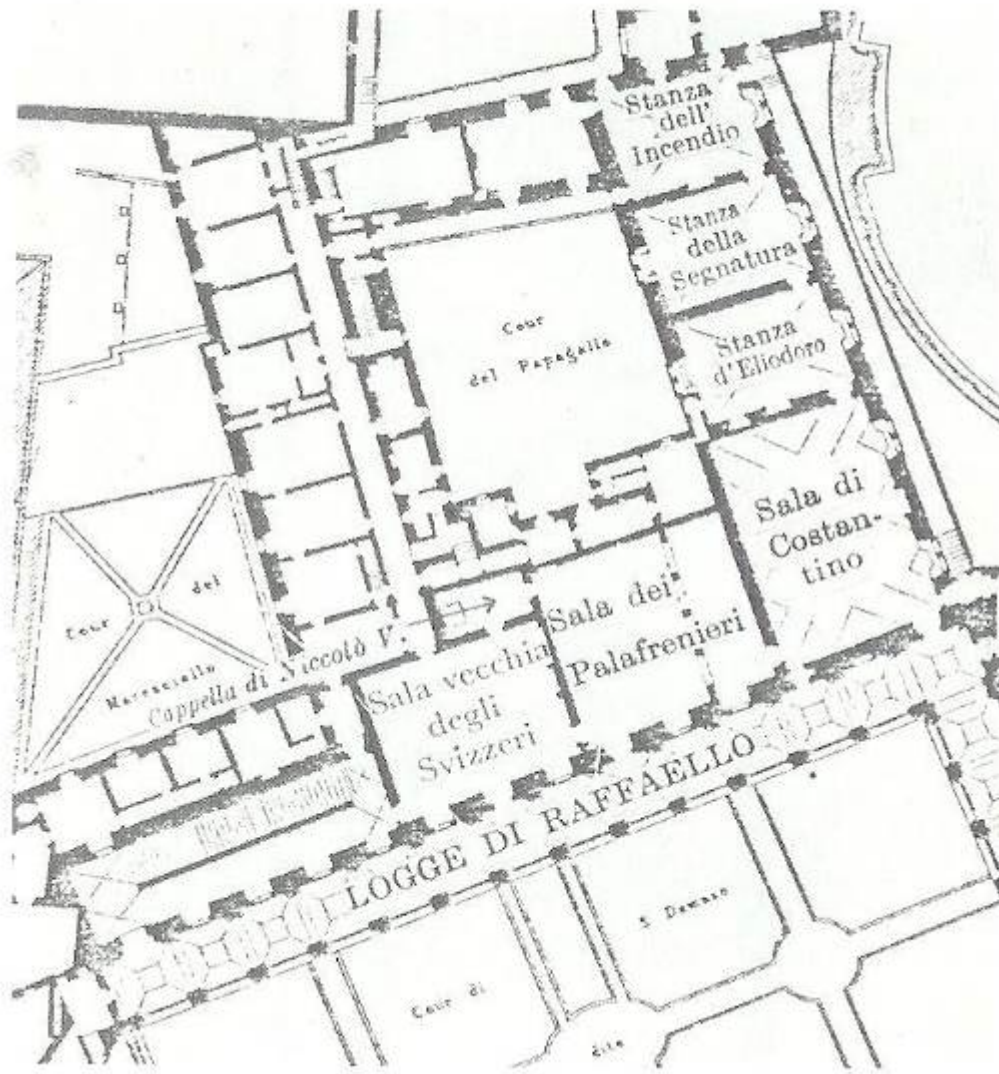 Stanza
dell'
Incendio
Stanza
della
Segnatura
Cour
del Papagallo
Stanza
d'Eliodoro
Sala di
Costan-
tino
Cour del
Maresciallo
Cappella di Niccolò V.
Sala dei
Palafrenieri
Sala vecchia
degli
Svizzeri
LOGGE DI RAFFAELLO
Cour di
S Damaso
dite